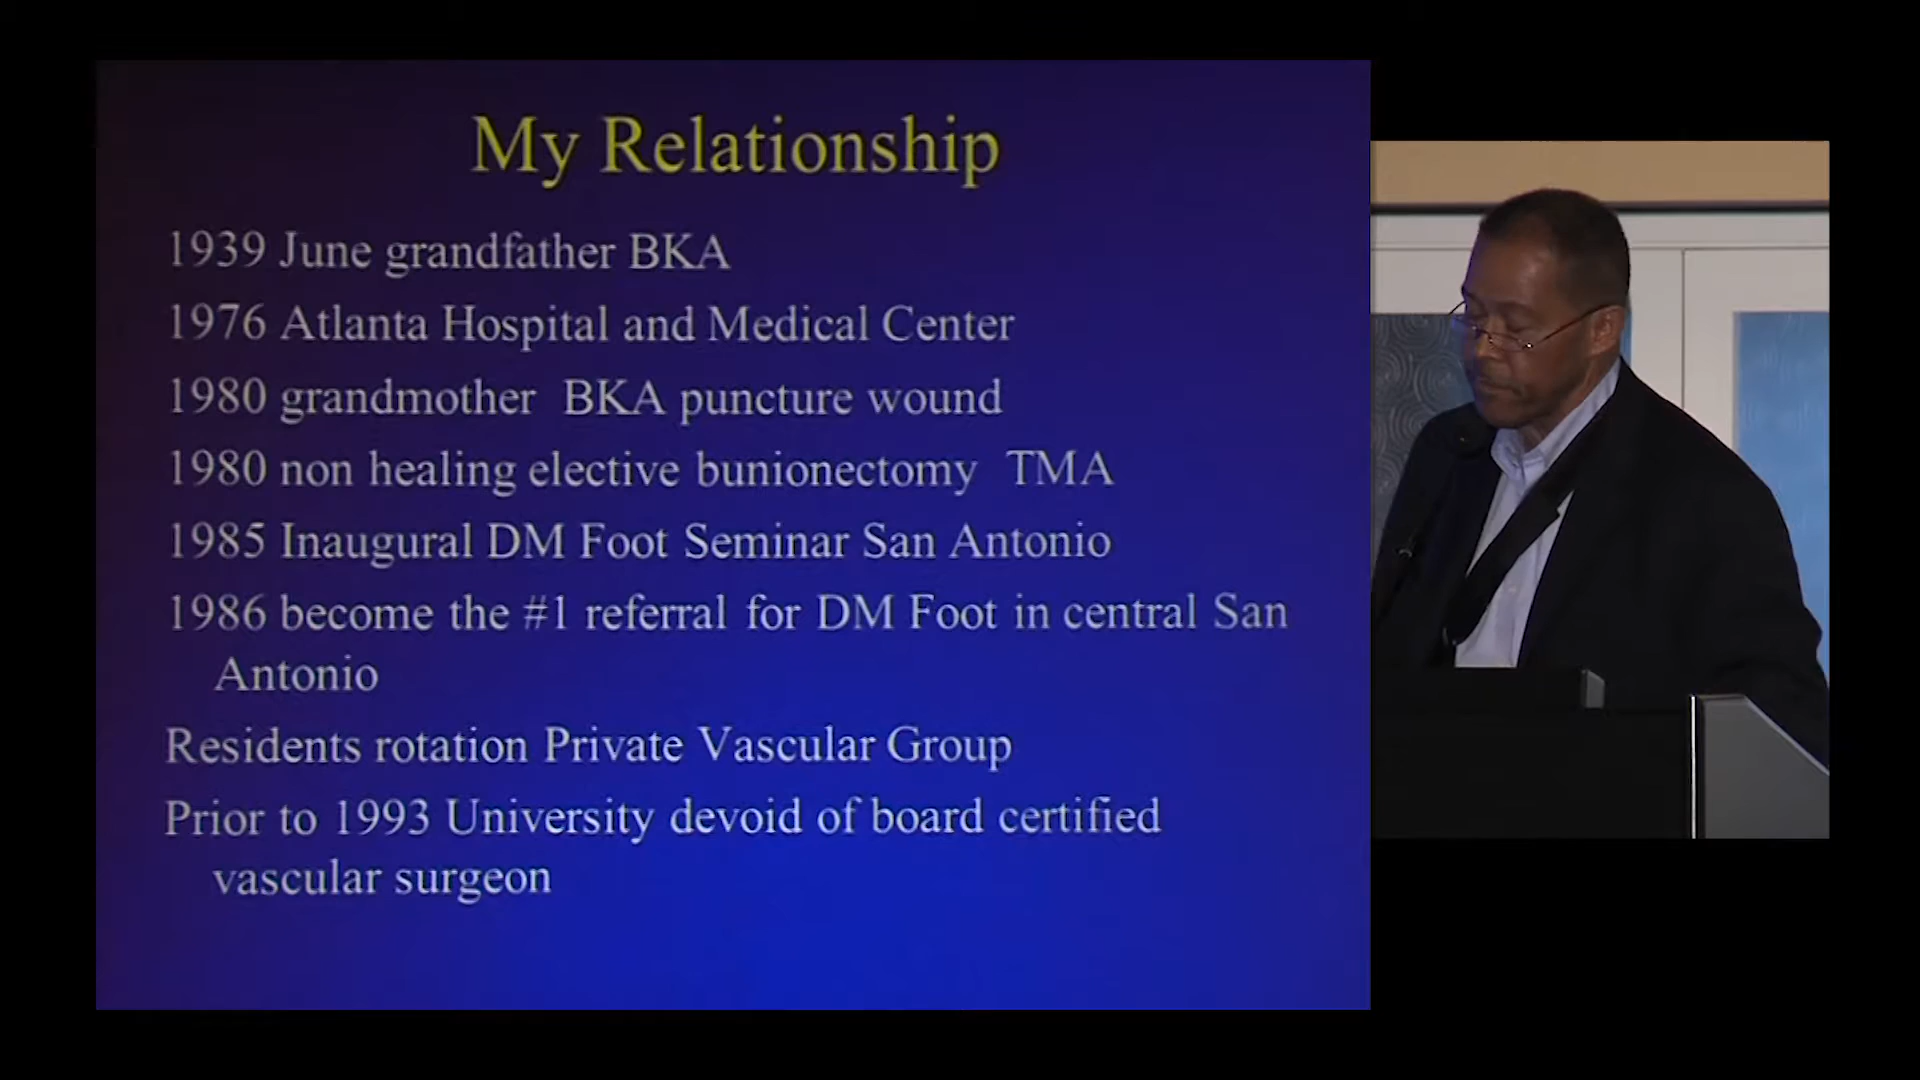 My Relationship
1939 June grandfather BKA
1976 Atlanta Hospital and Medical Center
1980 grandmother BKA puncture wound
1980 non healing elective bunionectomy TMA
1985 Inaugural DM Foot Seminar San Antonio
1986 become the #1 referral for DM Foot in central San
Antonio
Residents rotation Private Vascular Group
Prior to 1993 University devoid of board certified
vascular surgeon